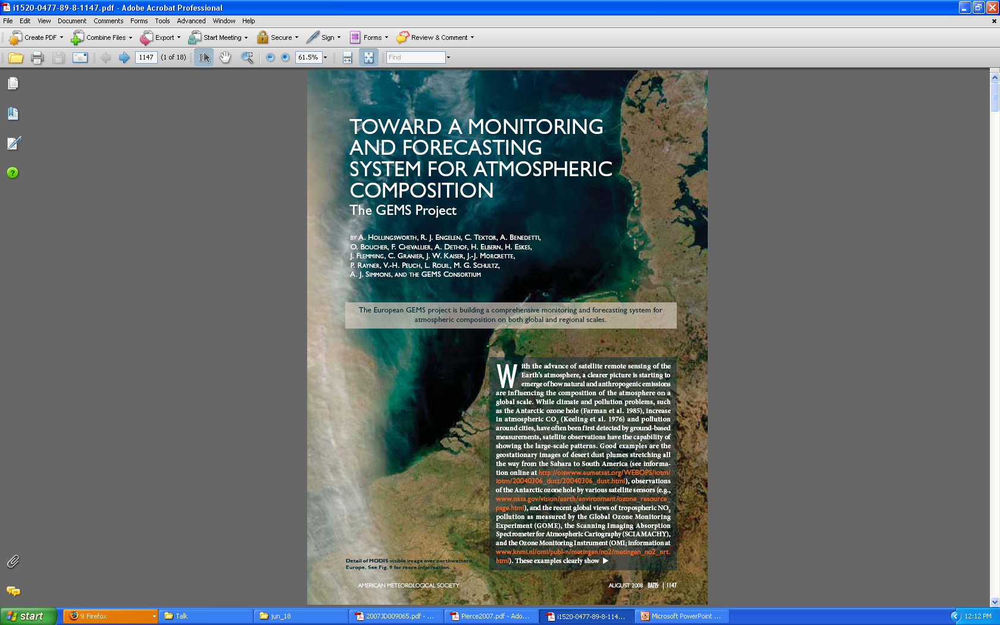 i1520-0477-89-8-1147.pdf - Adobe Acrobat Professional
File Edit View Document Comments Forms Tools Advanced Window Help
Create PDF Combine Files Export Start Meeting Secure Sign Forms Review & Comment
1147 (1 of 18) 61.5% Find
TOWARD A MONITORING
AND FORECASTING
SYSTEM FOR ATMOSPHERIC
COMPOSITION
The GEMS Project
BY A. HOLLINGSWORTH, R. J. ENGELEN, C. TEXTOR, A. BENEDETTI,
O. BOUCHER, F. CHEVALLIER, A. DETHOF, H. ELBERN, H. ESKES,
J. FLEMMING, C. GRANIER, J. W. KAISER, J.-J. MORCRETTE,
P. RAYNER, V.-H. PEUCH, L. ROUIL, M. G. SCHULTZ,
A. J. SIMMONS, AND THE GEMS CONSORTIUM
The European GEMS project is building a comprehensive monitoring and forecasting system for
atmospheric composition on both global and regional scales.
With the advance of satellite remote sensing of the
Earth's atmosphere, a clearer picture is starting to
emerge of how natural and anthropogenic emissions
are influencing the composition of the atmosphere on a
global scale. While climate and pollution problems, such
as the Antarctic ozone hole (Farman et al. 1985), increase
in atmospheric CO₂ (Keeling et al. 1976) and pollution
around cities, have often been first detected by ground-based
measurements, satellite observations have the capability of
showing the large-scale patterns. Good examples are the
geostationary images of desert dust plumes stretching all
the way from the Sahara to South America (see informa-
tion online at http://oiswww.eumetsat.org/WEBOPS/iotm/
iotm/20040306_dust/20040306_dust.html), observations
of the Antarctic ozone hole by various satellite sensors (e.g.,
www.nasa.gov/vision/earth/environment/ozone_resource_
page.html), and the recent global views of tropospheric NO₂
pollution as measured by the Global Ozone Monitoring
Experiment (GOME), the Scanning Imaging Absorption
Spectrometer for Atmospheric Cartography (SCIAMACHY),
and the Ozone Monitoring Instrument (OMI; information at
www.knmi.nl/omi/publ-n/metingen/no2/metingen_no2_nrt.
html). These examples clearly show
Detail of MODIS visible image over northwestern
Europe. See Fig. 9 for more information.
AMERICAN METEOROLOGICAL SOCIETY
AUGUST 2008 BAMS | 1147
start 9 Firefox Talk jun_18 2007JD009065.pdf - ... Pierce2007.pdf - Ado... i1520-0477-89-8-114... Microsoft PowerPoint ... 12:12 PM